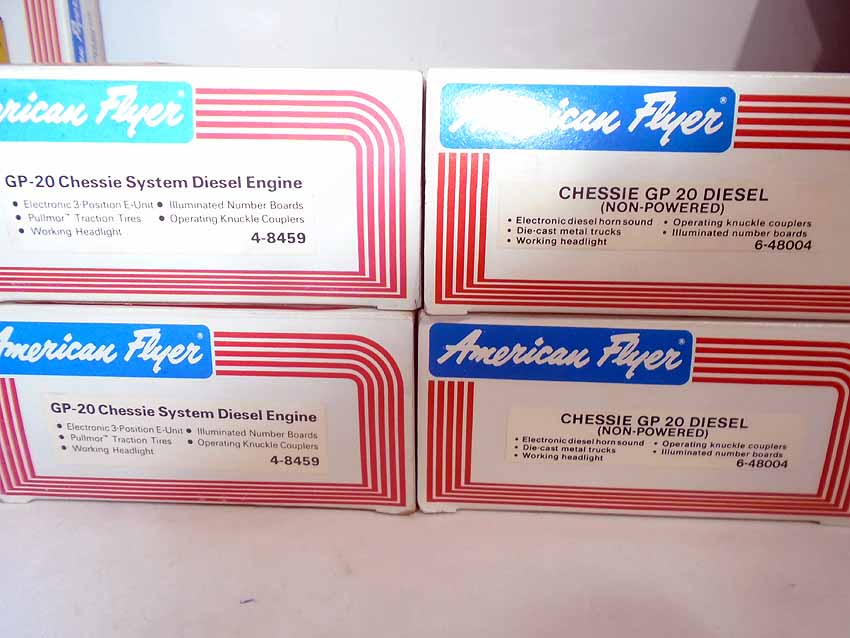 American Flyer®
GP-20 Chessie System Diesel Engine
• Electronic 3-Position E-Unit • Illuminated Number Boards
• Pullmor™ Traction Tires • Operating Knuckle Couplers
• Working Headlight
4-8459
American Flyer®
CHESSIE GP 20 DIESEL
(NON-POWERED)
• Electronic diesel horn sound • Operating knuckle couplers
• Die-cast metal trucks • Illuminated number boards
• Working headlight
6-48004
American Flyer®
GP-20 Chessie System Diesel Engine
• Electronic 3-Position E-Unit • Illuminated Number Boards
• Pullmor™ Traction Tires • Operating Knuckle Couplers
• Working Headlight
4-8459
American Flyer®
CHESSIE GP 20 DIESEL
(NON-POWERED)
• Electronic diesel horn sound • Operating knuckle couplers
• Die-cast metal trucks • Illuminated number boards
• Working headlight
6-48004